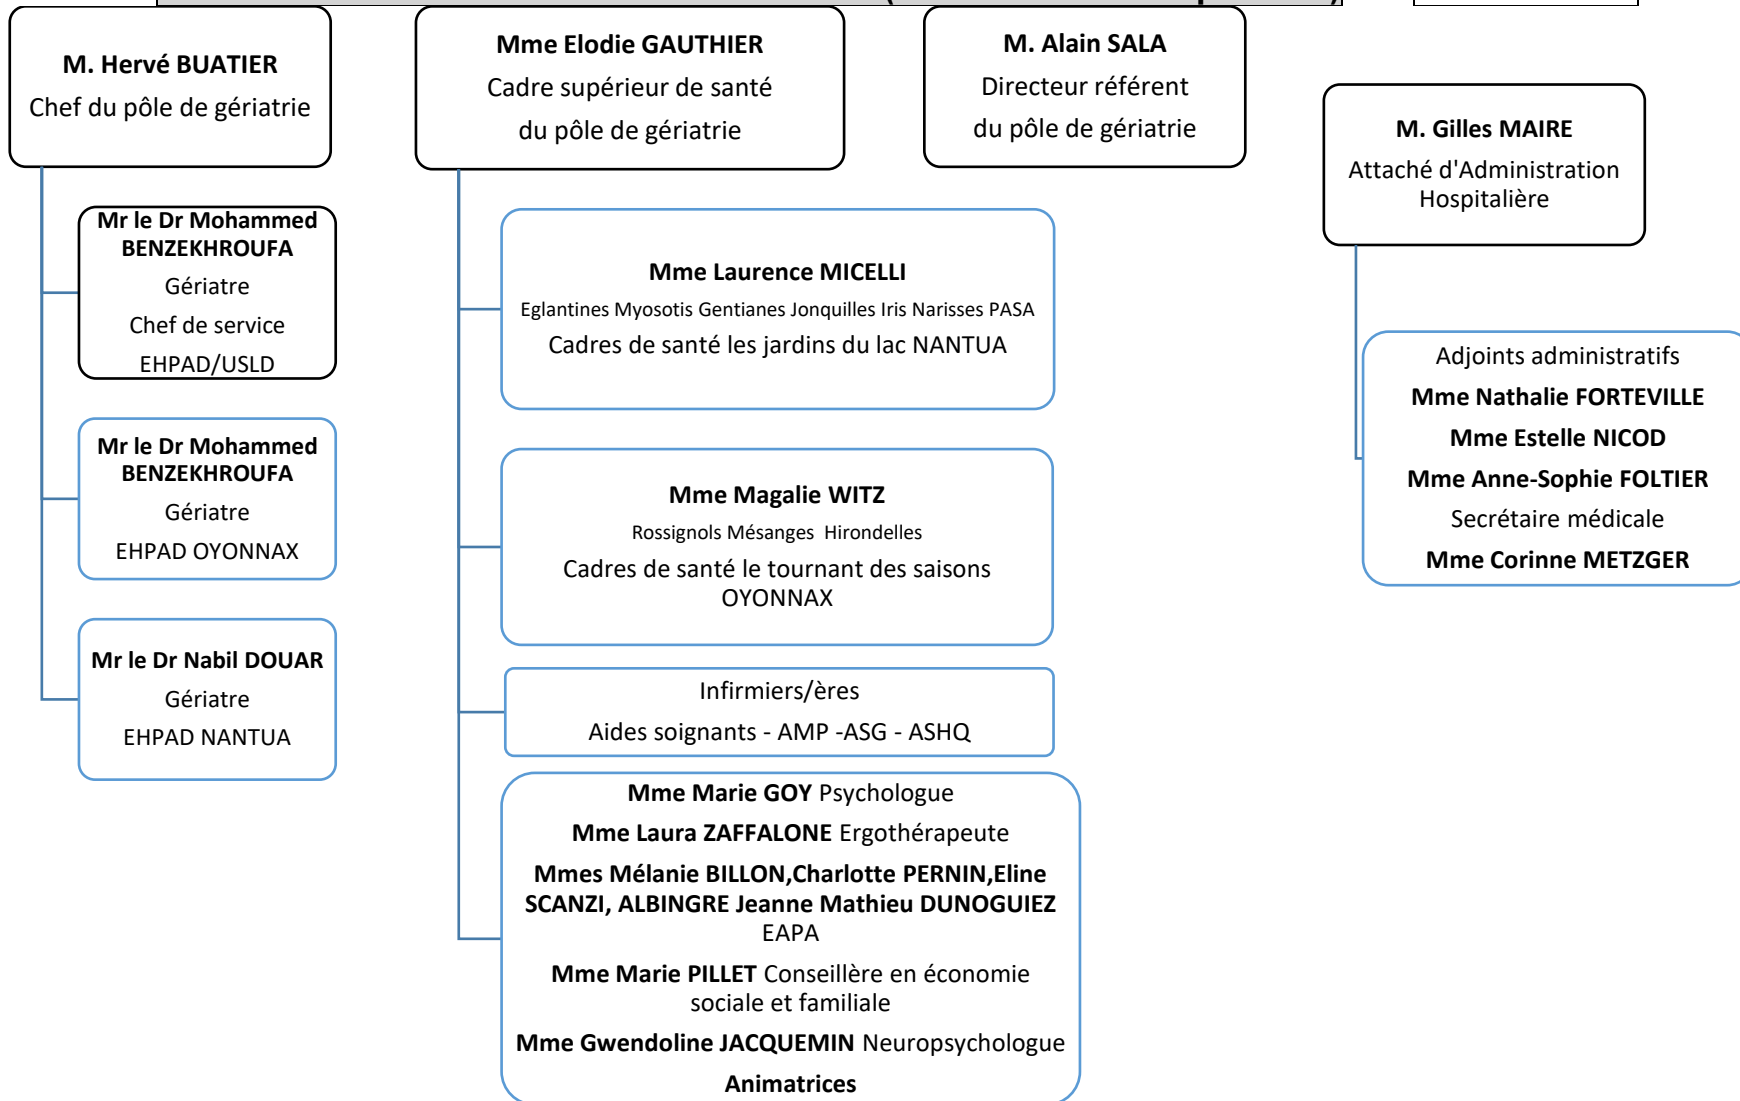 M. Hervé BUATIER
Chef du pôle de gériatrie
Mme Elodie GAUTHIER
Cadre supérieur de santé
du pôle de gériatrie
M. Alain SALA
Directeur référent
du pôle de gériatrie
M. Gilles MAIRE
Attaché d'Administration
Hospitalière
Mr le Dr Mohammed
BENZEKHROUFA
Gériatre
Chef de service
EHPAD/USLD
Mr le Dr Mohammed
BENZEKHROUFA
Gériatre
EHPAD OYONNAX
Mr le Dr Nabil DOUAR
Gériatre
EHPAD NANTUA
Mme Laurence MICELLI
Eglantines Myosotis Gentianes Jonquilles Iris Narisses PASA
Cadres de santé les jardins du lac NANTUA
Mme Magalie WITZ
Rossignols Mésanges Hirondelles
Cadres de santé le tournant des saisons
OYONNAX
Infirmiers/ères
Aides soignants - AMP -ASG - ASHQ
Mme Marie GOY Psychologue
Mme Laura ZAFFALONE Ergothérapeute
Mmes Mélanie BILLON,Charlotte PERNIN,Eline
SCANZI, ALBINGRE Jeanne Mathieu DUNOGUIEZ
EAPA
Mme Marie PILLET Conseillère en économie
sociale et familiale
Mme Gwendoline JACQUEMIN Neuropsychologue
Animatrices
Adjoints administratifs
Mme Nathalie FORTEVILLE
Mme Estelle NICOD
Mme Anne-Sophie FOLTIER
Secrétaire médicale
Mme Corinne METZGER